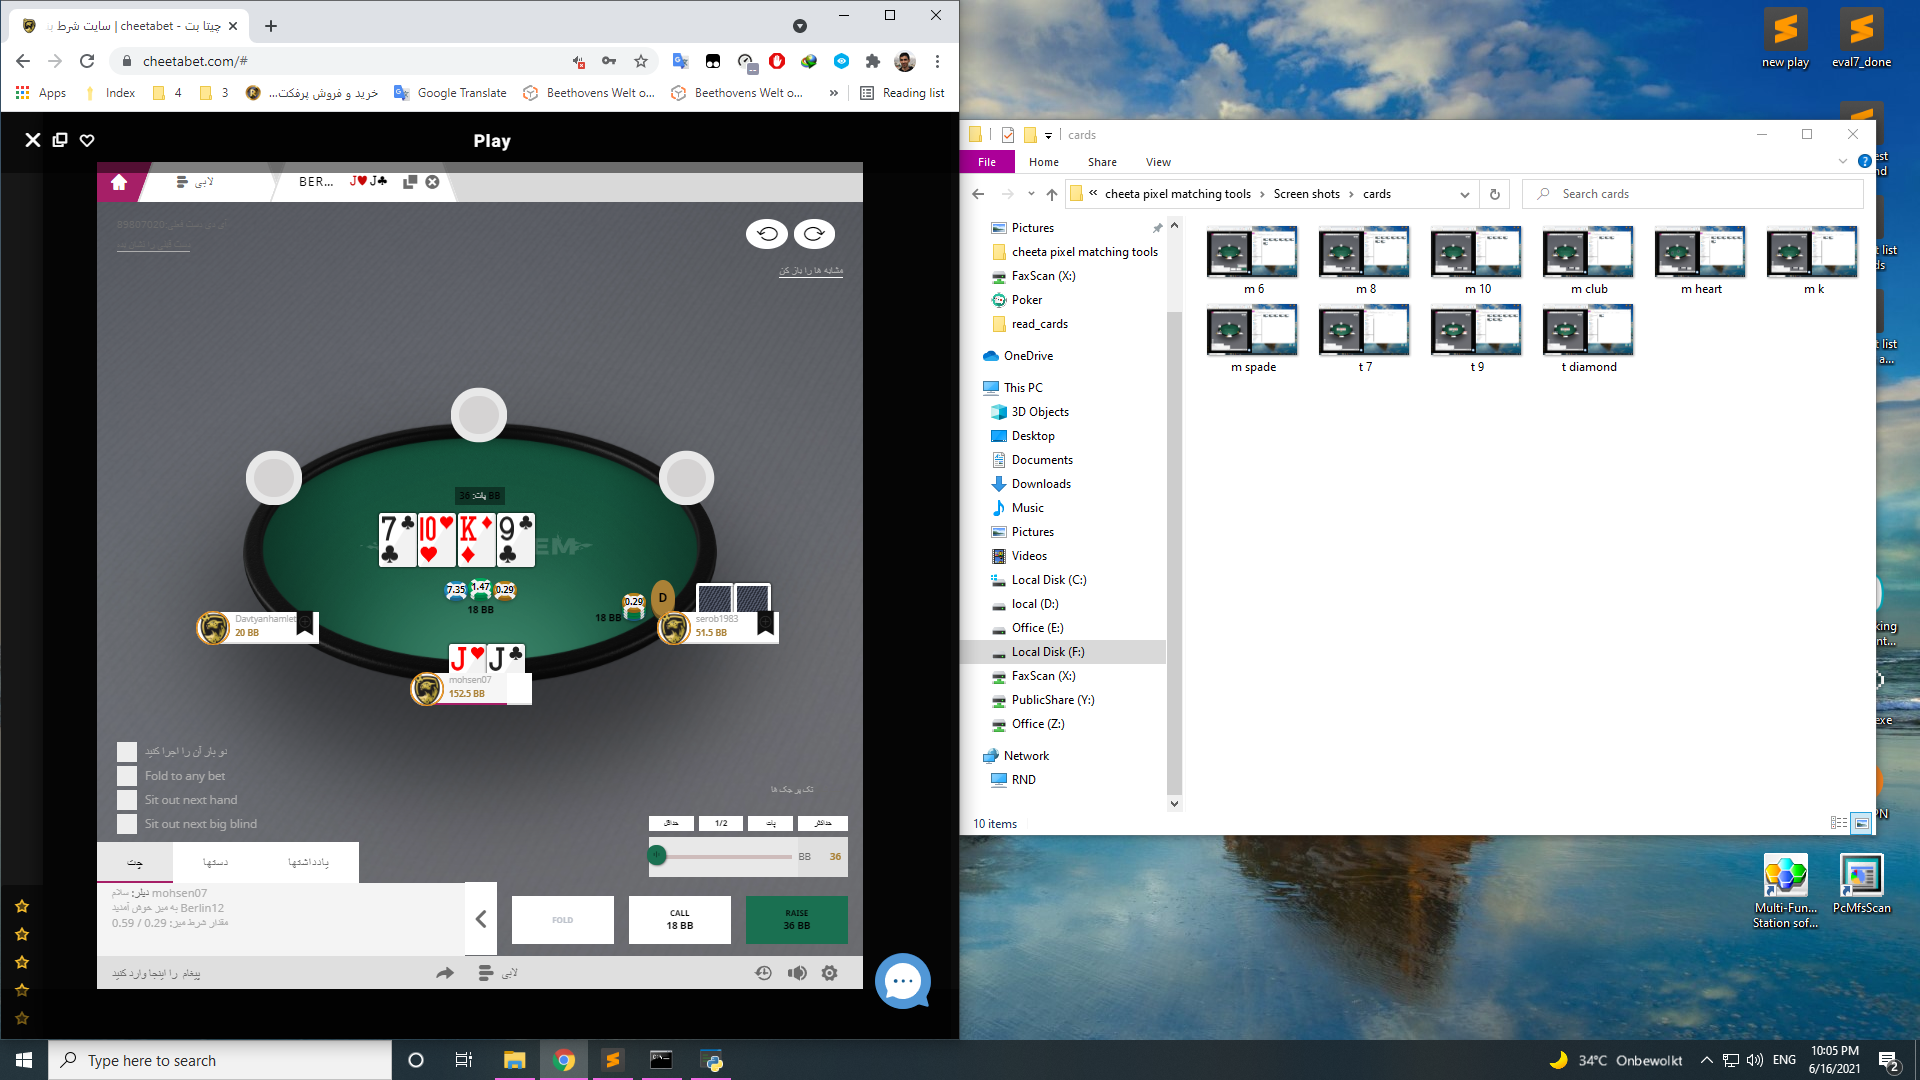 چیتا بت - cheetabet | سایت شرط ب
cheetabet.com/#
Apps
Index
4
3
خرید و فروش پرفکت...
Google Translate
Beethovens Welt o...
Beethovens Welt o...
»
Reading list
Play
لابی
BER...
J♥J♣
مشابه ها را باز کن
36 :پات BB
7 10 K 9
7.35 1.47 0.29
18 BB
0.29
18 BB
D
Davtyanhamlet
20 BB
serob1983
51.5 BB
J J
mohsen07
152.5 BB
دو بار آن را اجرا کنید
Fold to any bet
Sit out next hand
Sit out next big blind
تک پر چک ها
حداقل
1/2
پات
حداکثر
BB 36
چت
دستها
یادداشتها
دیلر: سلام mohsen07
به میز خوش آمدید Berlin12
مقدار شرط میز: 0.29 / 0.59
FOLD
CALL
18 BB
RAISE
36 BB
پیغام را اینجا وارد کنید
لابی
cards
File
Home
Share
View
« cheeta pixel matching tools › Screen shots › cards
Search cards
Pictures
cheeta pixel matching tools
FaxScan (X:)
Poker
read_cards
OneDrive
This PC
3D Objects
Desktop
Documents
Downloads
Music
Pictures
Videos
Local Disk (C:)
local (D:)
Office (E:)
Local Disk (F:)
FaxScan (X:)
PublicShare (Y:)
Office (Z:)
Network
RND
m 6
m 8
m 10
m club
m heart
m k
m spade
t 7
t 9
t diamond
10 items
new play
eval7_done
Multi-Fun...
Station sof...
PcMfsScan
Type here to search
34°C Onbewolkt
ENG
10:05 PM
6/16/2021
2